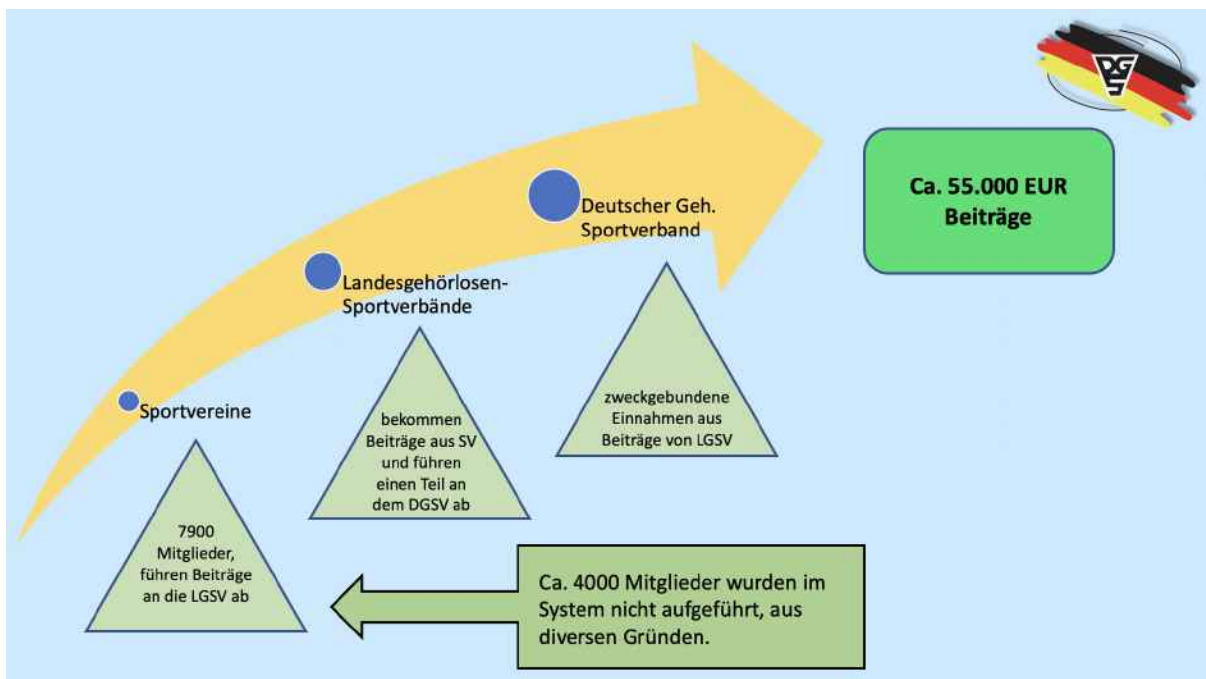 DG
S
Ca. 55.000 EUR
Beiträge
Deutscher Geh.
Sportverband
Landesgehörlosen-
Sportverbände
Sportvereine
zweckgebundene
Einnahmen aus
Beiträge von LGSV
bekommen
Beiträge aus SV
und führen
einen Teil an
dem DGSV ab
7900
Mitglieder,
führen Beiträge
an die LGSV ab
Ca. 4000 Mitglieder wurden im
System nicht aufgeführt, aus
diversen Gründen.